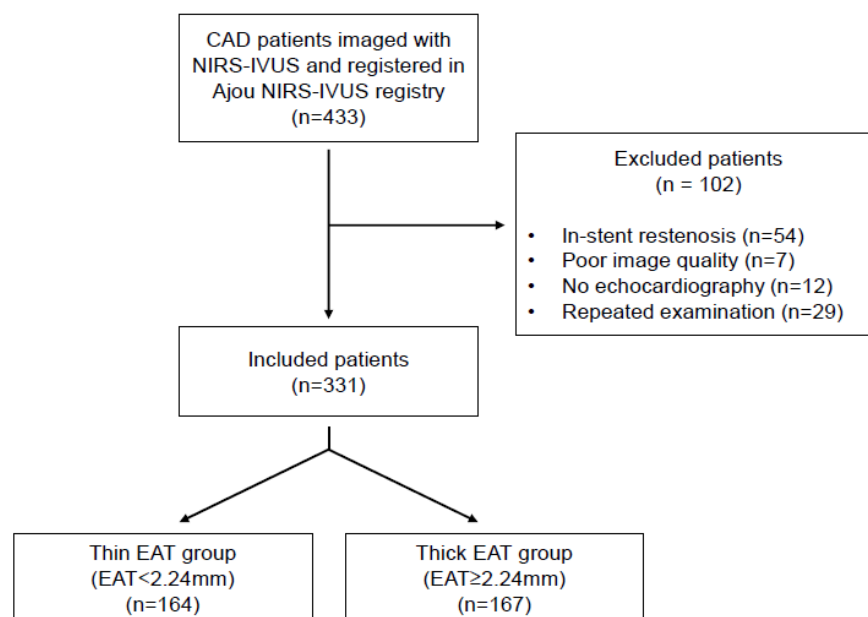 CAD patients imaged with
NIRS-IVUS and registered in
Ajou NIRS-IVUS registry
(n=433)
Excluded patients
(n = 102)
• In-stent restenosis (n=54)
• Poor image quality (n=7)
• No echocardiography (n=12)
• Repeated examination (n=29)
Included patients
(n=331)
Thin EAT group
(EAT<2.24mm)
(n=164)
Thick EAT group
(EAT≥2.24mm)
(n=167)